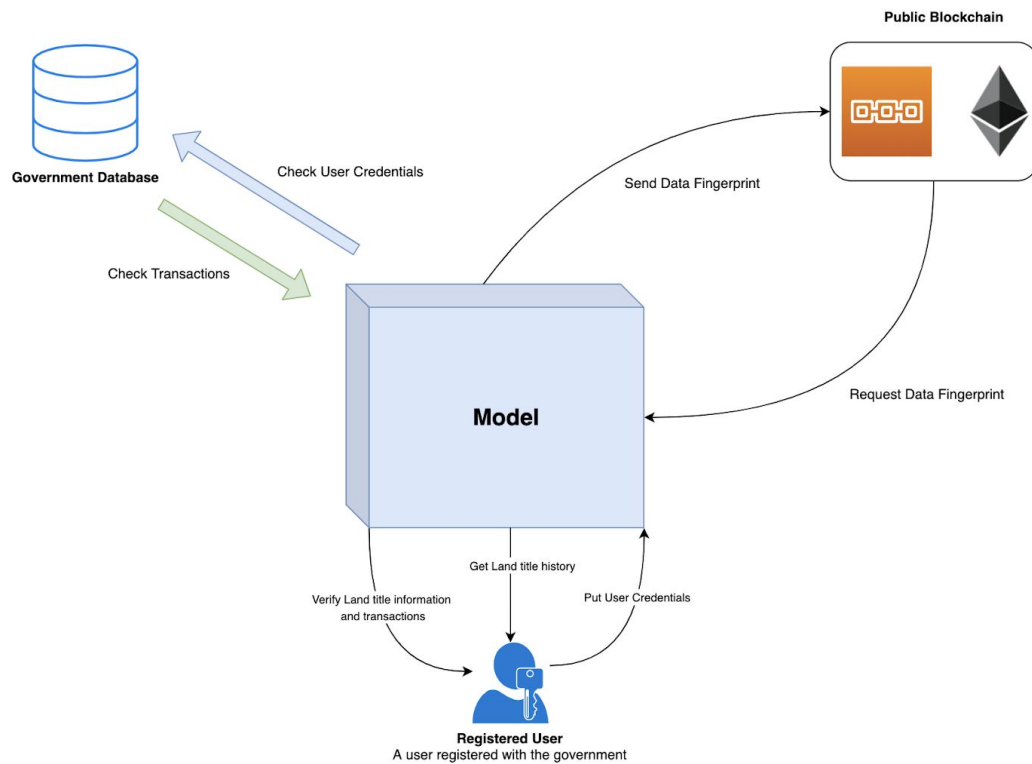 Public Blockchain
Government Database
Check User Credentials
Send Data Fingerprint
Check Transactions
Request Data Fingerprint
Model
Get Land title history
Verify Land title information
and transactions
Put User Credentials
Registered User
A user registered with the government